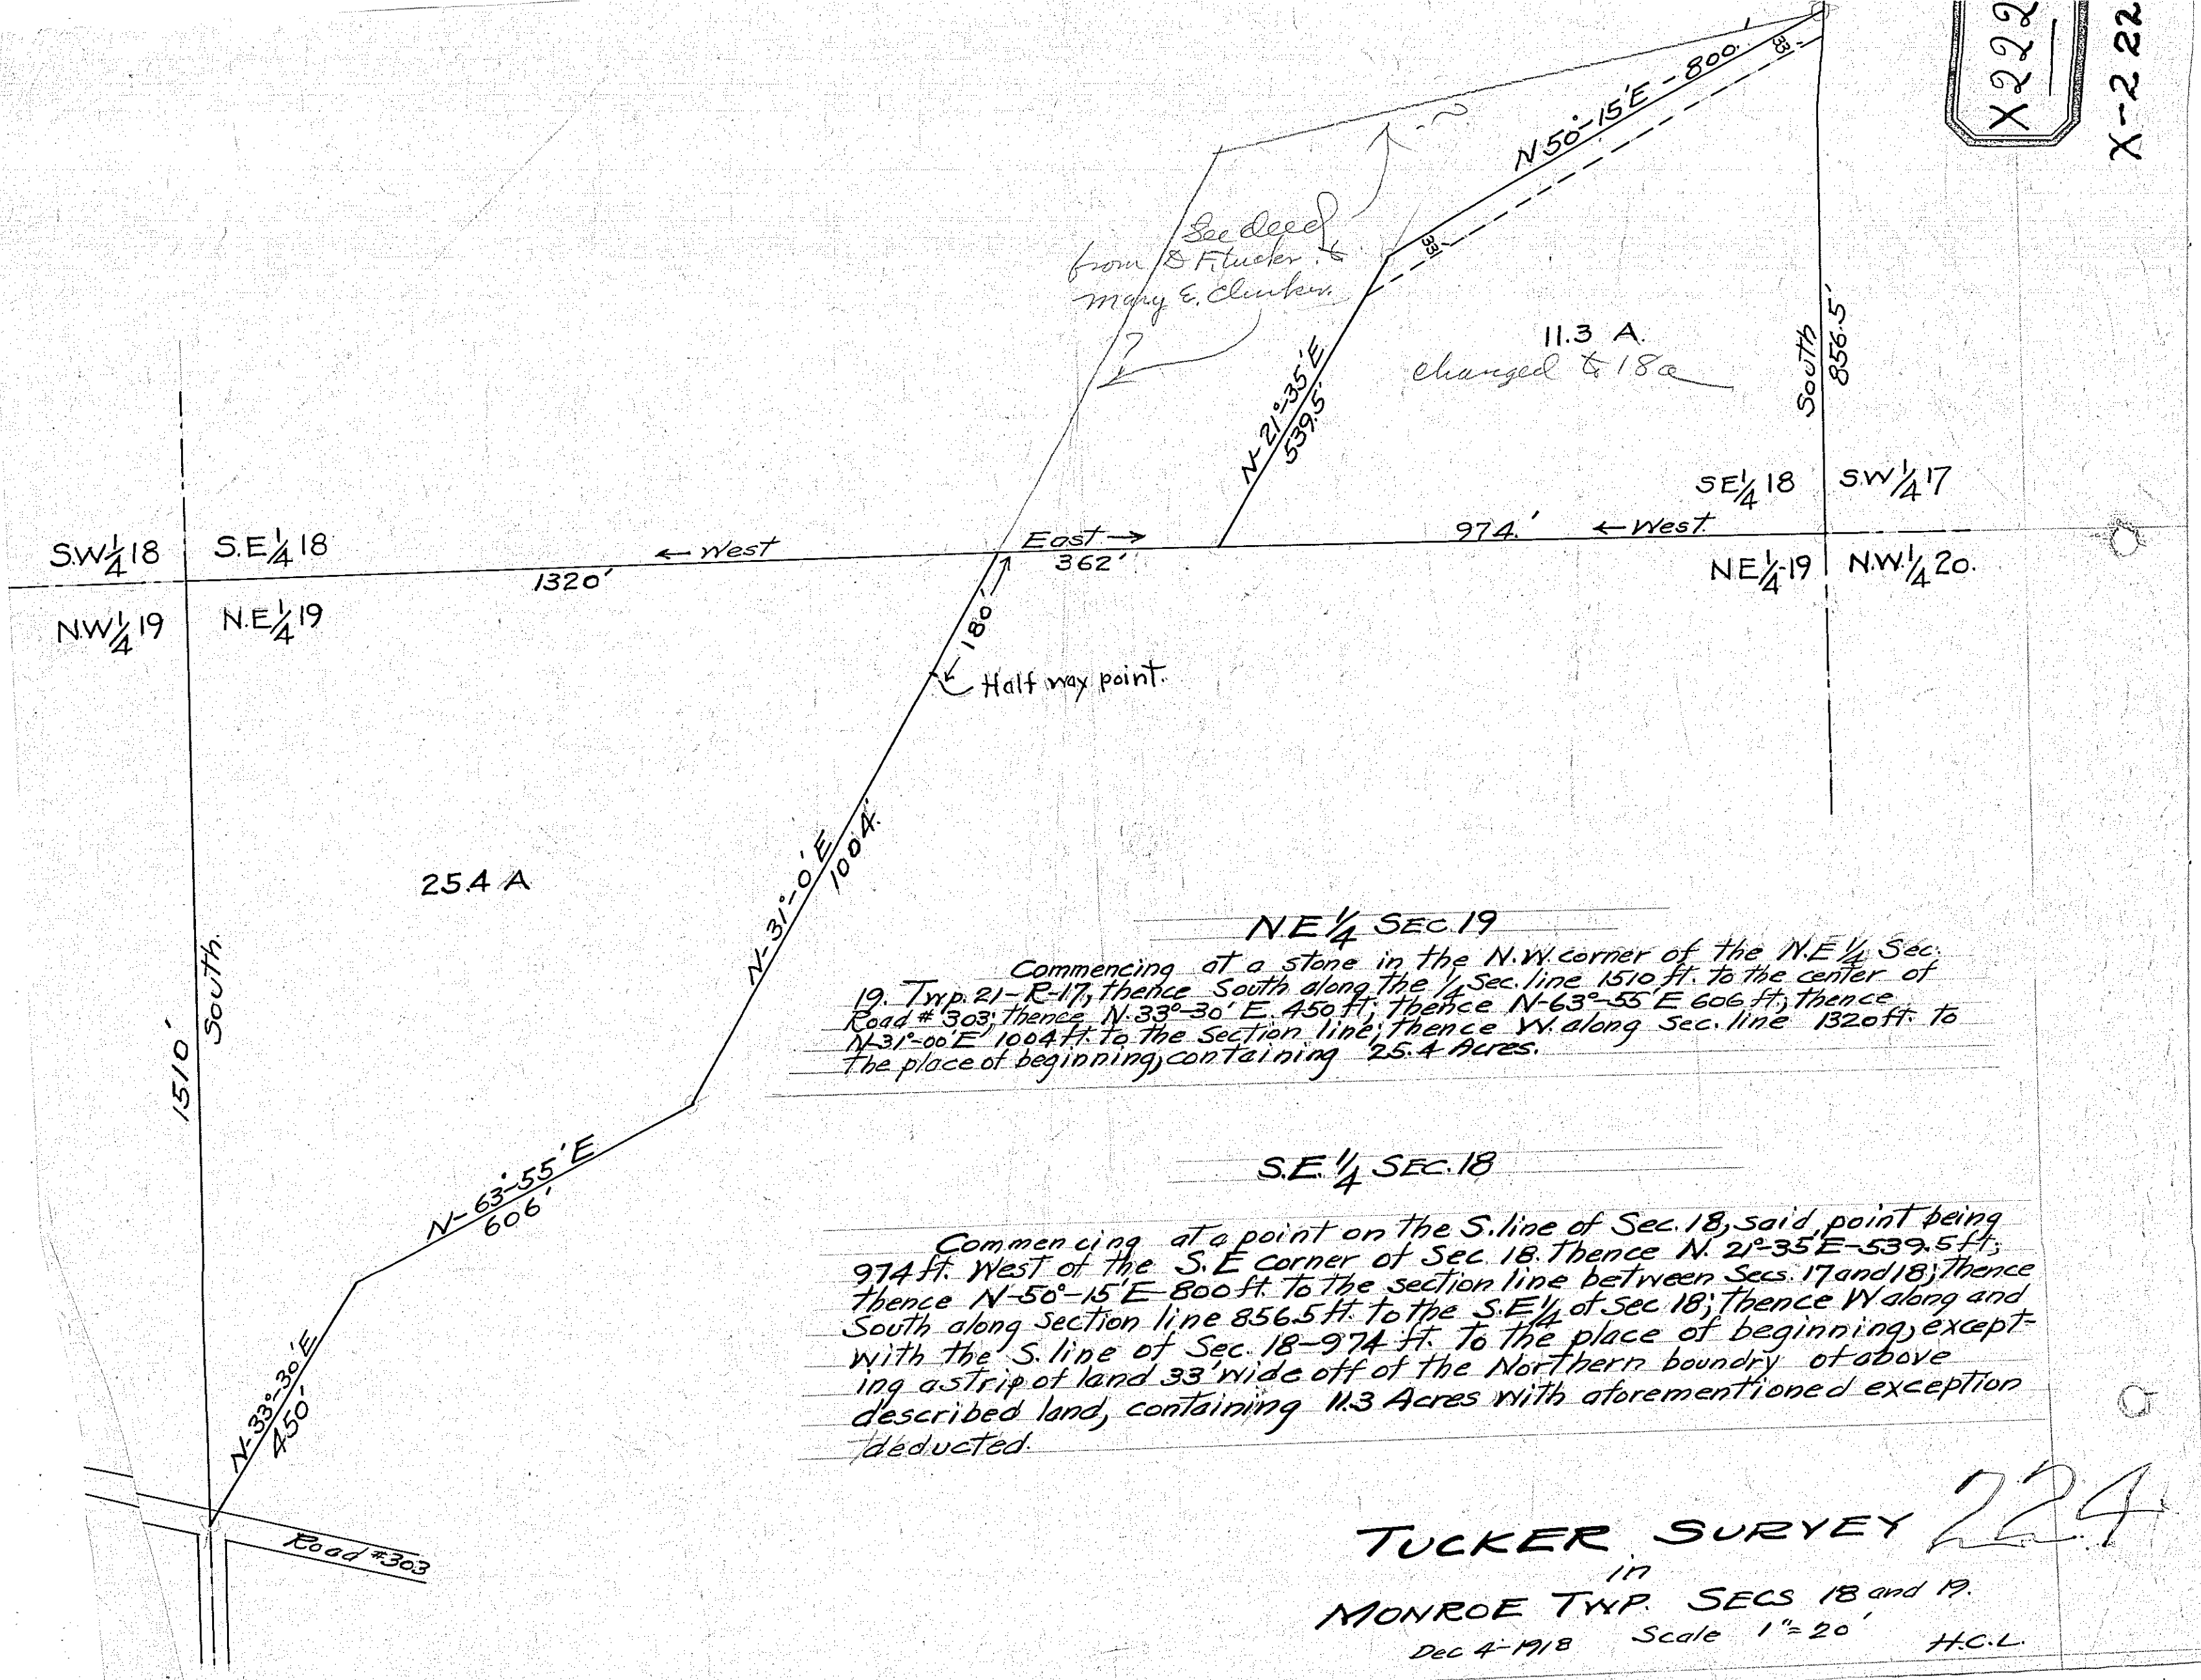 X222
X-222
N.50°-15'E-800.'
33'
33'
See deed
from D F. tucker to
mary E.
11.3 A.
changed to 18a
South
856.5'
N-21°-35'E
539.5'
SE1/4 18
S.W1/4 17
S.W1/4 18
S.E1/4 18
← West
East →
974.'
← West.
1320'
362'
NE1/4-19
N.W.1/4 20.
N.W1/4 19
N.E1/4 19
180'
Half way point.
N-31°-0'E
1004.'
25.4 A
1510'
South.
NE 1/4 SEC. 19
Commencing at a stone in the N.W. corner of the N.E 1/4 Sec.
19. Twp. 21-R-17, thence South along the 1/4 Sec. line 1510 ft. to the center of
Road # 303; thence N.33°-30' E. 450 ft; thence N-63°-55'E 606 ft; thence
N-31°-00'E 1004 ft. to the section line; thence W. along sec. line 1320 ft. to
the place of beginning, containing 25.4 Acres.
N-63°-55'E
606'
S.E. 1/4 SEC. 18
Commencing at a point on the S. line of Sec. 18, said point being
974 ft. West of the S.E corner of Sec 18. Thence N. 21°-35'E-539.5 ft;
thence N-50°-15'E-800 ft. to the section line between Secs. 17 and 18; thence
South along section line 856.5 ft. to the S.E 1/4 of Sec 18; thence W along and
with the S. line of Sec. 18-974 ft. to the place of beginning, except-
ing a strip of land 33' wide off of the Northern boundry of above
described land, containing 11.3 Acres with aforementioned exception
deducted.
N-33°-30'E
450'
Road #303
TUCKER SURVEY 224
in
MONROE TWP. SECS 18 and 19.
Dec 4-1918 Scale 1"=20' H.C.L.